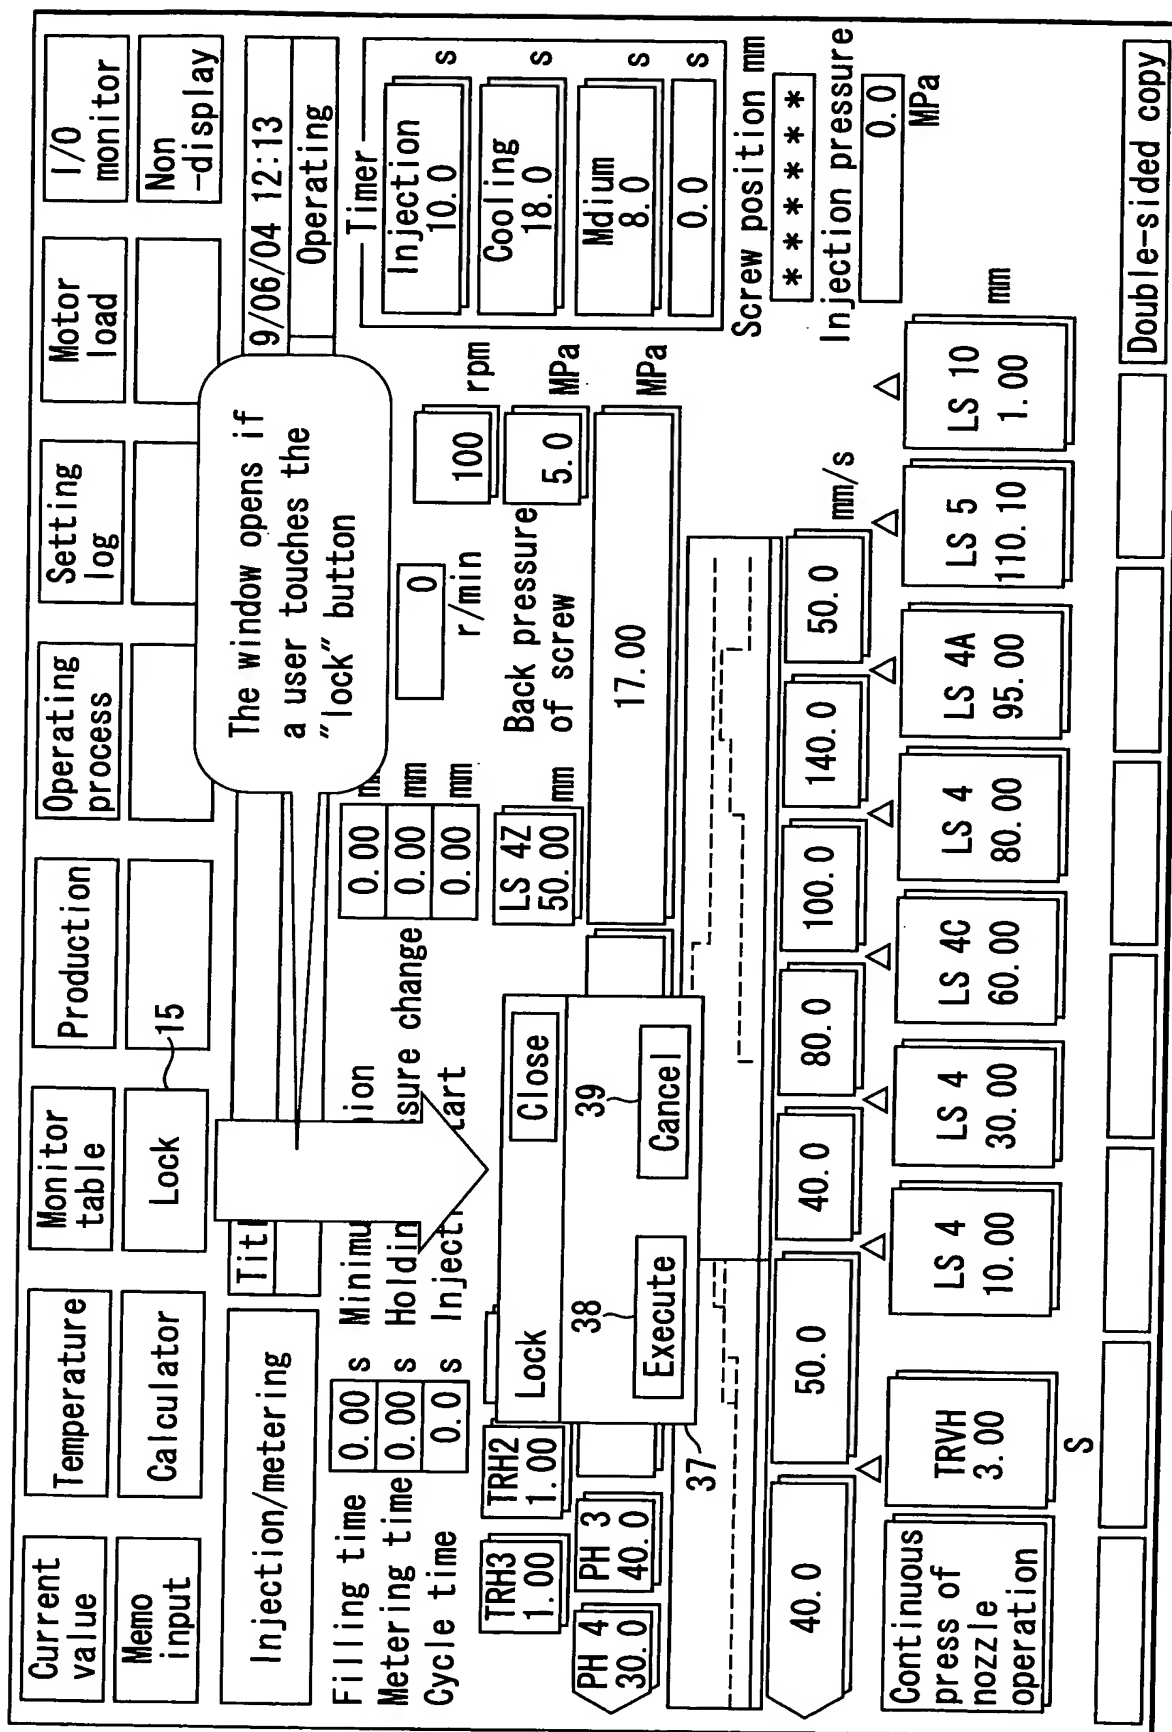 Current value
Temperature
Monitor table
Production
Operating process
Setting log
Motor load
I/O monitor
Memo input
Calculator
Lock
15
Non -display
Injection/metering
Tit
9/06/04 12:13
Operating
The window opens if
a user touches the
"lock" button
Filling time 0.00 s
Metering time 0.00 s
Cycle time 0.0 s
Minimu ion 0.00 m
Holdin sure change 0.00 mm
Injecti tart 0.00 mm
0
r/min
100 rpm
Timer
Injection
10.0 s
Cooling
18.0 s
Mdium
8.0 s
0.0 s
TRH3
1.00
TRH2
1.00
LS 4Z
50.00 mm
Back pressure
of screw
5.0 MPa
PH 4
30.0
PH 3
40.0
17.00
MPa
Lock
Close
38
39
Execute
Cancel
37
Screw position mm
******
Injection pressure
0.0
MPa
40.0
50.0
40.0
80.0
100.0
140.0
50.0
mm/s
Continuous
press of
nozzle
operation
TRVH
3.00
S
LS 4
10.00
LS 4
30.00
LS 4C
60.00
LS 4
80.00
LS 4A
95.00
LS 5
110.10
LS 10
1.00
mm
Double-sided copy